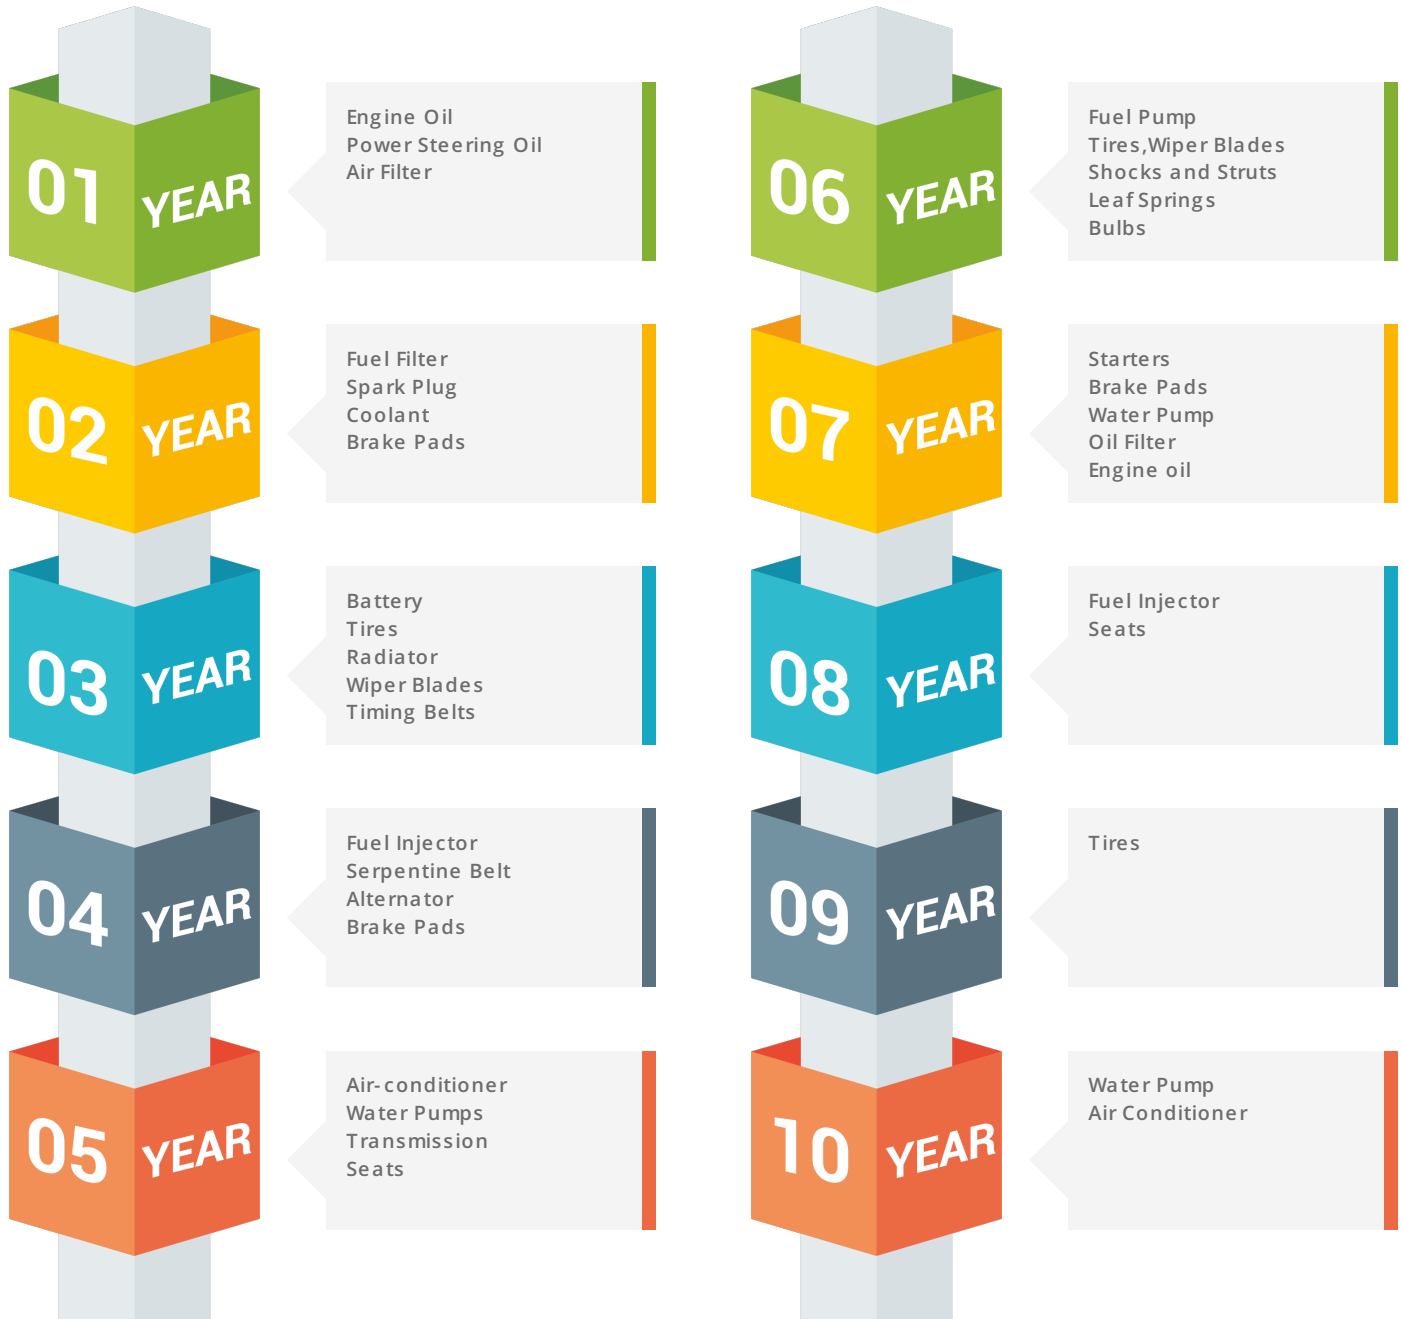 01 YEAR
Engine Oil
Power Steering Oil
Air Filter
02 YEAR
Fuel Filter
Spark Plug
Coolant
Brake Pads
03 YEAR
Battery
Tires
Radiator
Wiper Blades
Timing Belts
04 YEAR
Fuel Injector
Serpentine Belt
Alternator
Brake Pads
05 YEAR
Air-conditioner
Water Pumps
Transmission
Seats
06 YEAR
Fuel Pump
Tires,Wiper Blades
Shocks and Struts
Leaf Springs
Bulbs
07 YEAR
Starters
Brake Pads
Water Pump
Oil Filter
Engine oil
08 YEAR
Fuel Injector
Seats
09 YEAR
Tires
10 YEAR
Water Pump
Air Conditioner